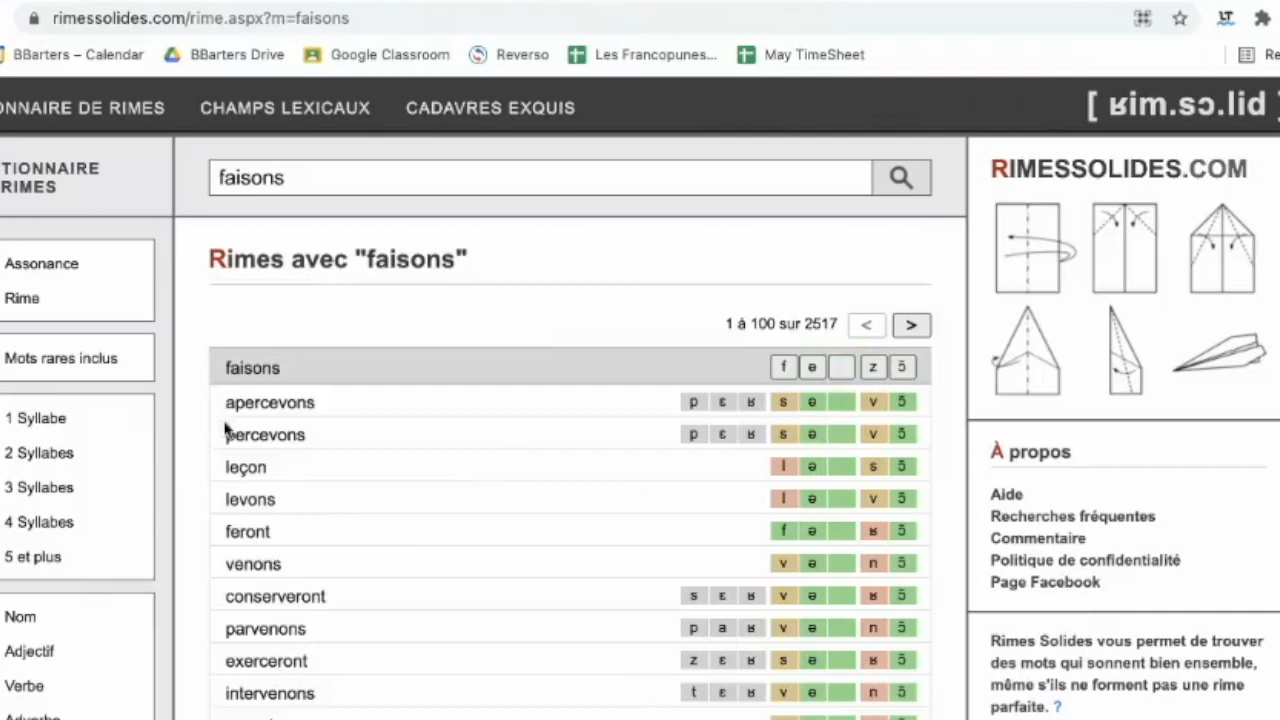 rimessolides.com/rime.aspx?m=faisons
BBarters – Calendar BBarters Drive Google Classroom Reverso Les Francopunes... May TimeSheet
CHAMPS LEXICAUX CADAVRES EXQUIS
DE RIMES
[ ʁim.sɔ.lid ]
RIMES
faisons
RIMESSOLIDES.COM
Assonance
Rime
Mots rares inclus
1 Syllabe
2 Syllabes
3 Syllabes
4 Syllabes
5 et plus
Nom
Adjectif
Verbe
Rimes avec "faisons"
1 à 100 sur 2517 < >
faisons f ə z ɔ̃
apercevons p ɛ ʁ s ə v ɔ̃
percevons p ɛ ʁ s ə v ɔ̃
leçon l ə s ɔ̃
levons l ə v ɔ̃
feront f ə ʁ ɔ̃
venons v ə n ɔ̃
conserveront s ɛ ʁ v ə ʁ ɔ̃
parvenons p a ʁ v ə n ɔ̃
exerceront z ɛ ʁ s ə ʁ ɔ̃
intervenons t ɛ ʁ v ə n ɔ̃
À propos
Aide
Recherches fréquentes
Commentaire
Politique de confidentialité
Page Facebook
Rimes Solides vous permet de trouver
des mots qui sonnent bien ensemble,
même s'ils ne forment pas une rime
parfaite. ?